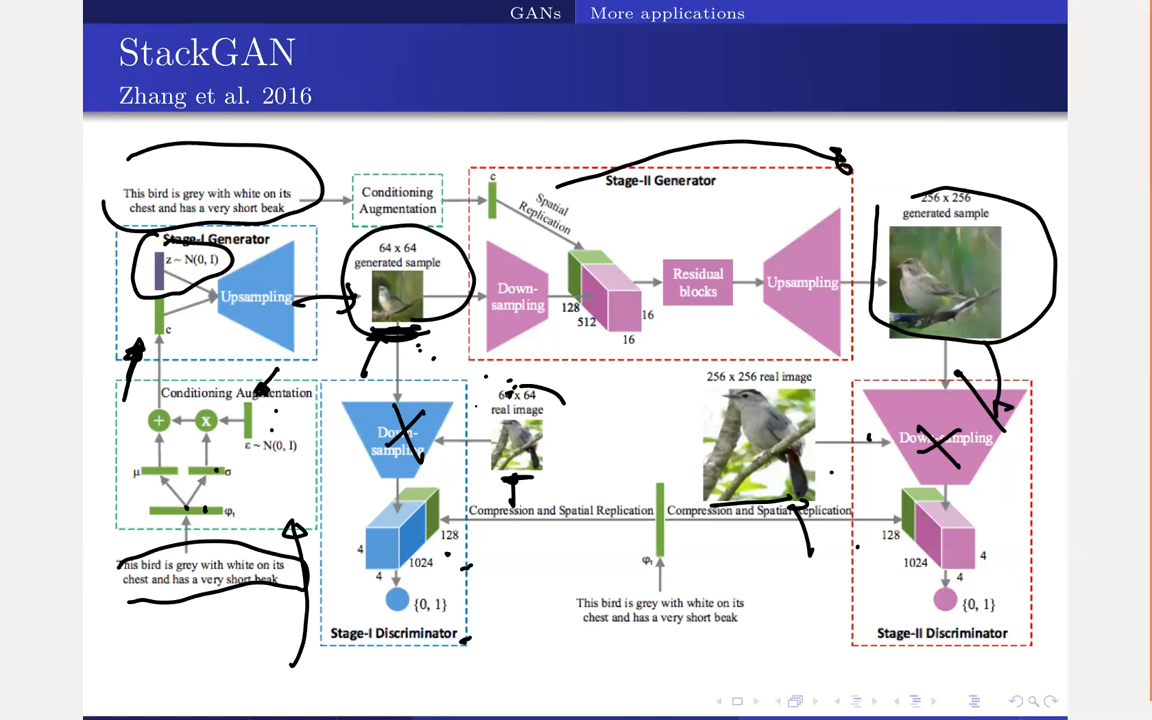 GANs More applications
StackGAN
Zhang et al. 2016
This bird is grey with white on its
chest and has a very short beak
Conditioning
Augmentation
c
Spatial
Replication
Stage-II Generator
256 x 256
generated sample
Stage-I Generator
z ~ N(0, I)
Upsampling
c
64 x 64
generated sample
Down-
sampling
128
512
16
16
Residual
blocks
Upsampling
Conditioning Augmentation
+
x
ε ~ N(0, I)
μ
σ
φt
This bird is grey with white on its
chest and has a very short beak
Down-
sampling
64 x 64
real image
256 x 256 real image
Down-sampling
Compression and Spatial Replication
Compression and Spatial Replication
4
4
1024
128
{0, 1}
Stage-I Discriminator
φt
This bird is grey with white on its
chest and has a very short beak
128
1024
4
4
{0, 1}
Stage-II Discriminator